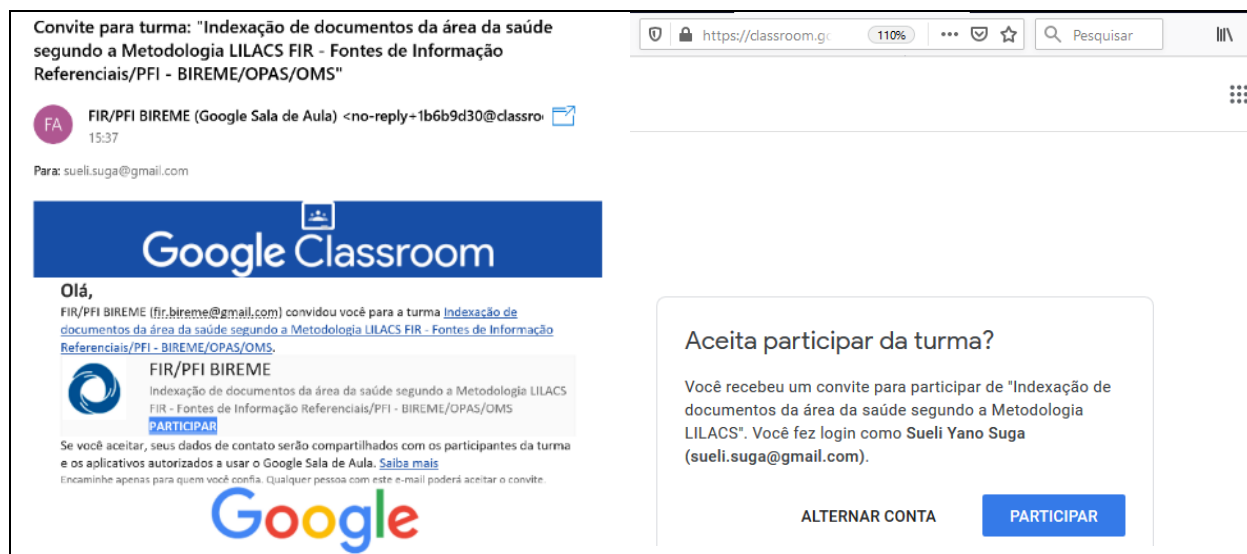 Convite para turma: "Indexação de documentos da área da saúde
segundo a Metodologia LILACS FIR - Fontes de Informação
Referenciais/PFI - BIREME/OPAS/OMS"
FA
FIR/PFI BIREME (Google Sala de Aula) <no-reply+1b6b9d30@classro
15:37
Para: sueli.suga@gmail.com
Google Classroom
Olá,
FIR/PFI BIREME (fir.bireme@gmail.com) convidou você para a turma Indexação de
documentos da área da saúde segundo a Metodologia LILACS FIR - Fontes de Informação
Referenciais/PFI - BIREME/OPAS/OMS.
FIR/PFI BIREME
Indexação de documentos da área da saúde segundo a Metodologia LILACS
FIR - Fontes de Informação Referenciais/PFI - BIREME/OPAS/OMS
PARTICIPAR
Se você aceitar, seus dados de contato serão compartilhados com os participantes da turma
e os aplicativos autorizados a usar o Google Sala de Aula. Saiba mais
Encaminhe apenas para quem você confia. Qualquer pessoa com este e-mail poderá aceitar o convite.
Google
https://classroom.go
110%
Pesquisar
Aceita participar da turma?
Você recebeu um convite para participar de "Indexação de
documentos da área da saúde segundo a Metodologia
LILACS". Você fez login como Sueli Yano Suga
(sueli.suga@gmail.com).
ALTERNAR CONTA
PARTICIPAR